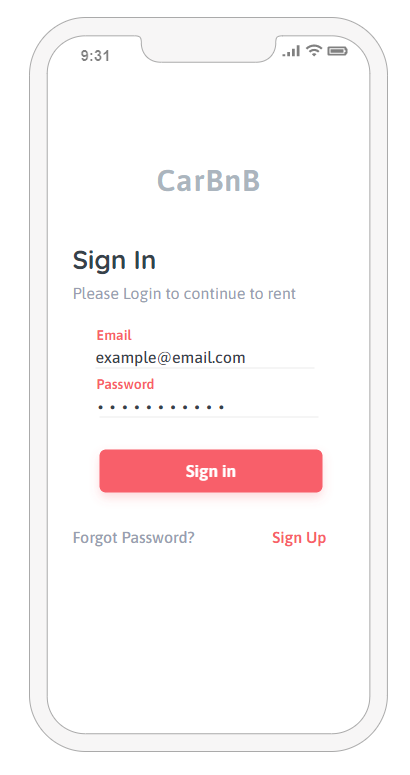 9:31
CarBnB
Sign In
Please Login to continue to rent
Email
example@email.com
Password
• • • • • • • • • • •
Sign in
Forgot Password? Sign Up